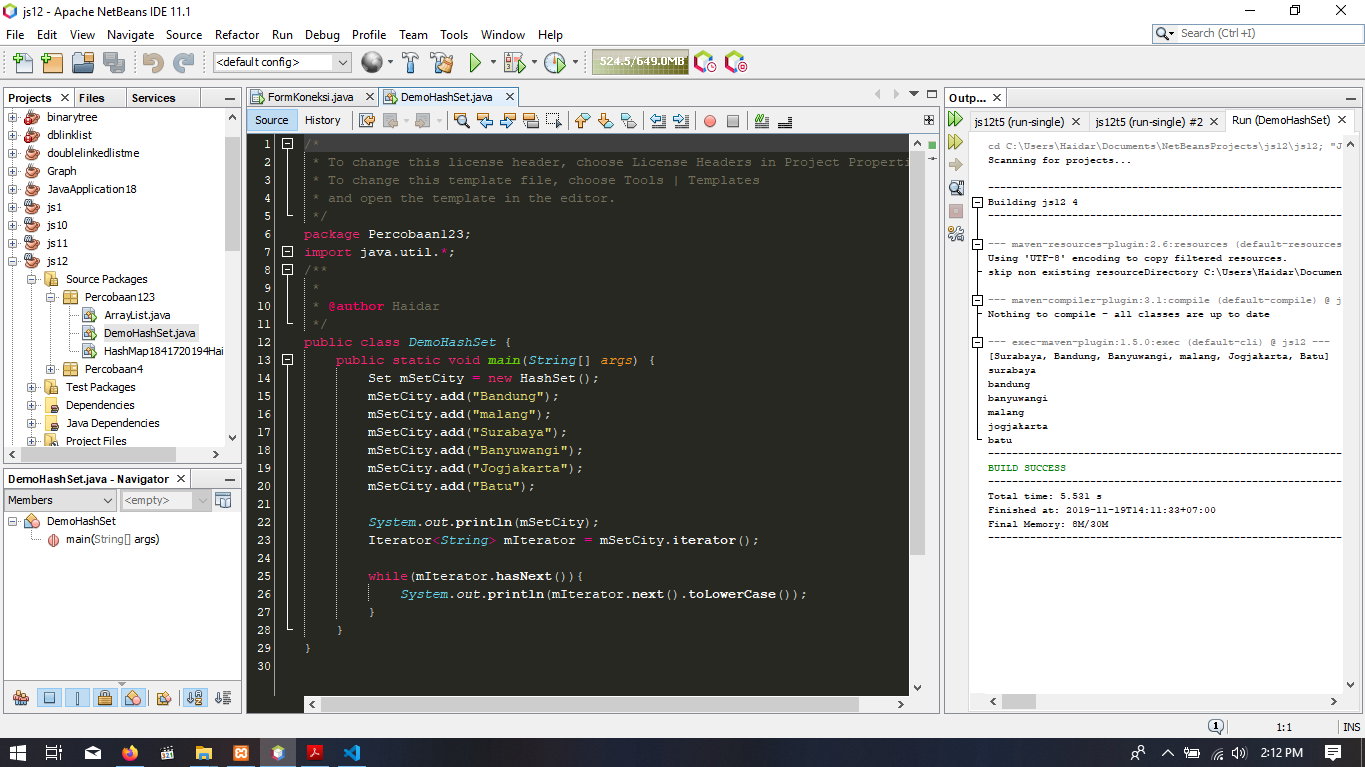 js12 - Apache NetBeans IDE 11.1
File Edit View Navigate Source Refactor Run Debug Profile Team Tools Window Help
Search (Ctrl+I)
<default config>
524.5/649.0MB
Projects Files Services
binarytree
dblinklist
doublelinkedlistme
Graph
JavaApplication18
js1
js10
js11
js12
Source Packages
Percobaan123
ArrayList.java
DemoHashSet.java
HashMap1841720194Hai
Percobaan4
Test Packages
Dependencies
Java Dependencies
Project Files
DemoHashSet.java - Navigator
Members <empty>
DemoHashSet
main(String[] args)
FormKoneksi.java DemoHashSet.java
Source History
1 /*
2 * To change this license header, choose License Headers in Project Properti
3 * To change this template file, choose Tools | Templates
4 * and open the template in the editor.
5 */
6 package Percobaan123;
7 import java.util.*;
8 /**
9 *
10 * @author Haidar
11 */
12 public class DemoHashSet {
13 public static void main(String[] args) {
14 Set mSetCity = new HashSet();
15 mSetCity.add("Bandung");
16 mSetCity.add("malang");
17 mSetCity.add("Surabaya");
18 mSetCity.add("Banyuwangi");
19 mSetCity.add("Jogjakarta");
20 mSetCity.add("Batu");
21
22 System.out.println(mSetCity);
23 Iterator<String> mIterator = mSetCity.iterator();
24
25 while(mIterator.hasNext()){
26 System.out.println(mIterator.next().toLowerCase());
27 }
28 }
29 }
30
Outp...
js12t5 (run-single) js12t5 (run-single) #2 Run (DemoHashSet)
cd C:\Users\Haidar\Documents\NetBeansProjects\js12\js12; "J
Scanning for projects...
------------------------------------------------------------------------
Building js12 4
------------------------------------------------------------------------
--- maven-resources-plugin:2.6:resources (default-resources
Using 'UTF-8' encoding to copy filtered resources.
skip non existing resourceDirectory C:\Users\Haidar\Documen
--- maven-compiler-plugin:3.1:compile (default-compile) @ j
Nothing to compile - all classes are up to date
--- exec-maven-plugin:1.5.0:exec (default-cli) @ js12 ---
[Surabaya, Bandung, Banyuwangi, malang, Jogjakarta, Batu]
surabaya
bandung
banyuwangi
malang
jogjakarta
batu
------------------------------------------------------------------------
BUILD SUCCESS
------------------------------------------------------------------------
Total time: 5.531 s
Finished at: 2019-11-19T14:11:33+07:00
Final Memory: 8M/30M
------------------------------------------------------------------------
1 1:1 INS
2:12 PM